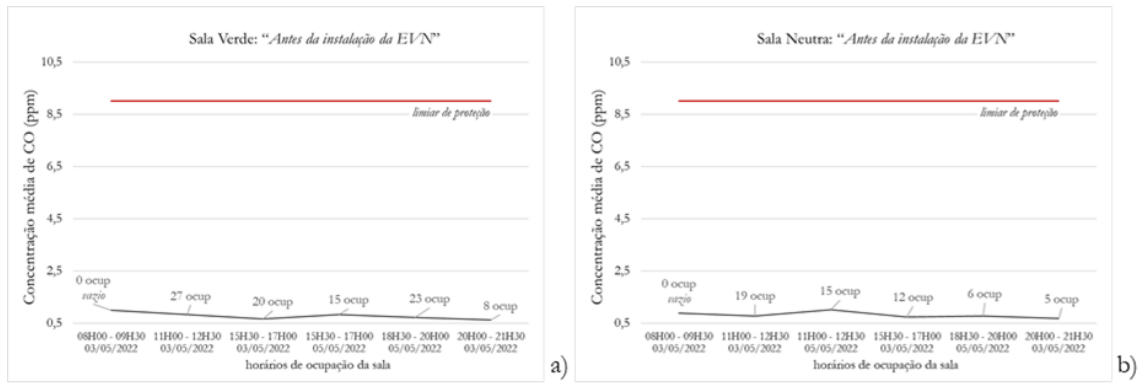 Sala Verde: “Antes da instalação da EVN”
Concentração média de CO (ppm)
10,5
8,5
6,5
4,5
2,5
0,5
limiar de proteção
0 ocup
vazio
27 ocup
20 ocup
15 ocup
23 ocup
8 ocup
08H00 - 09H30 11H00 - 12H30 15H30 - 17H00 15H30 - 17H00 18H30 - 20H00 20H00 - 21H30
03/05/2022 03/05/2022 03/05/2022 05/05/2022 05/05/2022 03/05/2022
horários de ocupação da sala
a)
Sala Neutra: “Antes da instalação da EVN”
Concentração média de CO (ppm)
10,5
8,5
6,5
4,5
2,5
0,5
limiar de proteção
0 ocup
vazio
19 ocup
15 ocup
12 ocup
6 ocup
5 ocup
08H00 - 09H30 11H00 - 12H30 11H00 - 12H30 15H30 - 17H00 18H30 - 20H00 20H00 - 21H30
03/05/2022 03/05/2022 05/05/2022 03/05/2022 05/05/2022 03/05/2022
horários de ocupação da sala
b)